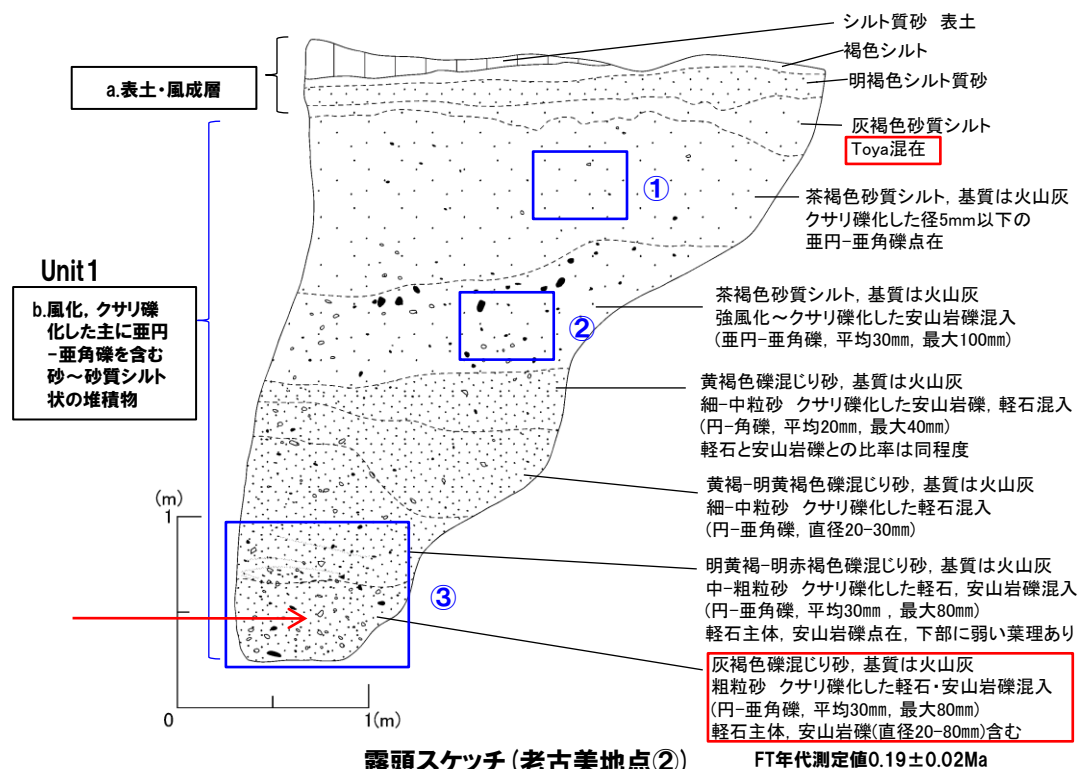 シルト質砂 表土
褐色シルト
明褐色シルト質砂
灰褐色砂質シルト
Toya混在
茶褐色砂質シルト, 基質は火山灰
クサリ礫化した径5mm以下の
亜円-亜角礫点在
茶褐色砂質シルト, 基質は火山灰
強風化～クサリ礫化した安山岩礫混入
(亜円-亜角礫, 平均30㎜, 最大100㎜)
黄褐色礫混じり砂, 基質は火山灰
細-中粒砂 クサリ礫化した安山岩礫, 軽石混入
(円-角礫, 平均20㎜, 最大40㎜)
軽石と安山岩礫との比率は同程度
黄褐-明黄褐色礫混じり砂, 基質は火山灰
細-中粒砂 クサリ礫化した軽石混入
(円-亜角礫, 直径20-30㎜)
明黄褐-明赤褐色礫混じり砂, 基質は火山灰
中-粗粒砂 クサリ礫化した軽石, 安山岩礫混入
(円-亜角礫, 平均30㎜ , 最大80㎜)
軽石主体, 安山岩礫点在, 下部に弱い葉理あり
灰褐色礫混じり砂, 基質は火山灰
粗粒砂 クサリ礫化した軽石・安山岩礫混入
(円-亜角礫, 平均30㎜, 最大80㎜)
軽石主体, 安山岩礫(直径20-80㎜)含む
FT年代測定値0.19±0.02Ma
a.表土・風成層
Unit1
b.風化, クサリ礫
化した主に亜円
-亜角礫を含む
砂～砂質シルト
状の堆積物
①
②
③
(m)
1
0
1(m)
露頭スケッチ(老古美地点②)